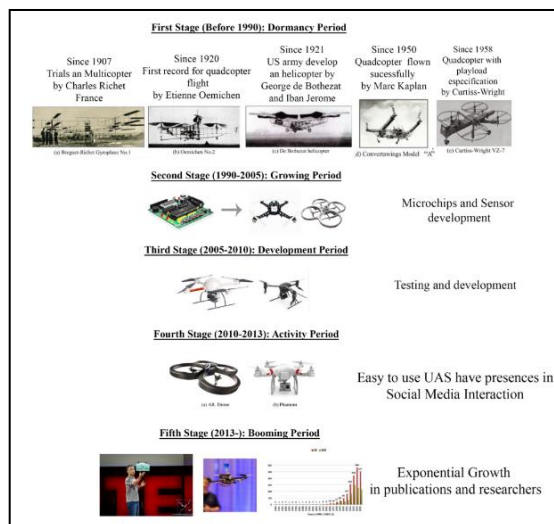 First Stage (Before 1990): Dormancy Period
Since 1907
Trials an Multicopter
by Charles Richet
France
Since 1920
First record for quadcopter
flight
by Etienne Oemichen
Since 1921
US army develop
an helicopter by
George de Bothezat
and Iban Jerome
Since 1950
Quadcopter flown
sucessfully
by Marc Kaplan
Since 1958
Quadcopter with
playload
especification
by Curtiss-Wright
(a) Breguet-Richet Gyroplane No.1
(b) Oemichen No.2
(c) De Bothezat helicopter
(d) Convertawings Model "A"
(e) Curtiss-Wright VZ-7
Second Stage (1990-2005): Growing Period
Microchips and Sensor
development
Third Stage (2005-2010): Development Period
Testing and development
Fourth Stage (2010-2013): Activity Period
(a) AR. Drone
(b) Phantom
Easy to use UAS have presences in
Social Media Interaction
Fifth Stage (2013-): Booming Period
Exponential Growth
in publications and researchers